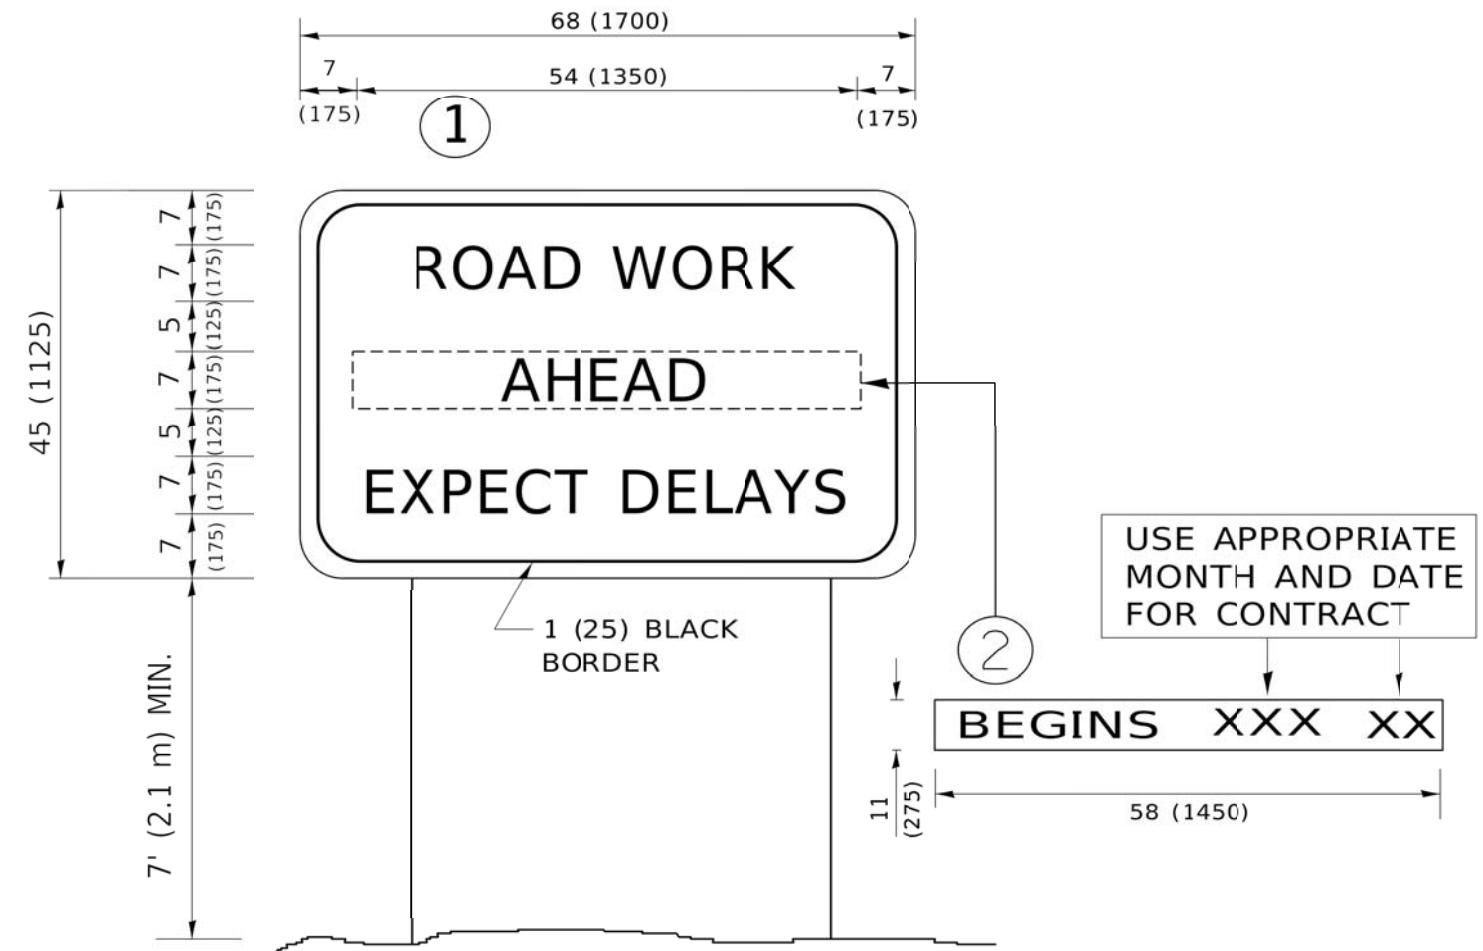 68 (1700)
7
54 (1350)
7
(175)
(175)
1
7
(175)
7
(175)
5
(125)
7
(175)
5
(125)
7
(175)
7
(175)
45 (1125)
ROAD WORK
AHEAD
EXPECT DELAYS
1 (25) BLACK
BORDER
7' (2.1 m) MIN.
USE APPROPRIATE
MONTH AND DATE
FOR CONTRACT
2
BEGINS XXX XX
11
(275)
58 (1450)